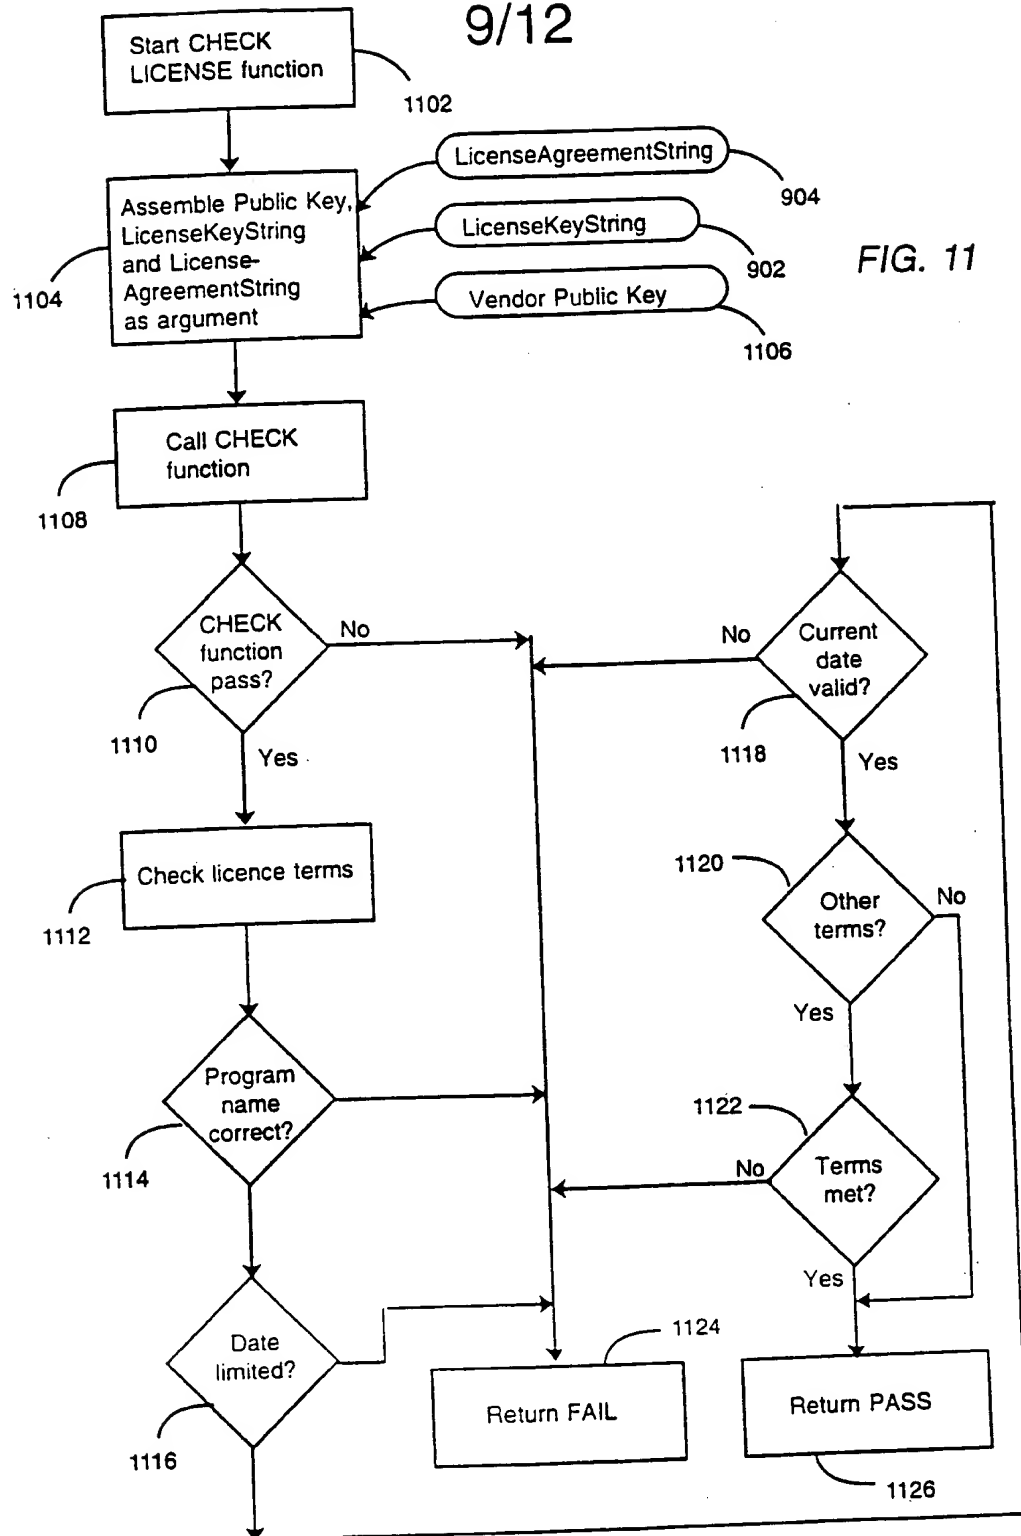 9/12
Start CHECK
LICENSE function
1102
LicenseAgreementString
904
Assemble Public Key,
LicenseKeyString
and License-
AgreementString
as argument
1104
LicenseKeyString
902
FIG. 11
Vendor Public Key
1106
Call CHECK
function
1108
CHECK
function
pass?
No
1110
Yes
No
Current
date
valid?
1118
Yes
Check licence terms
1112
1120
Other
terms?
No
Yes
Program
name
correct?
1114
1122
No
Terms
met?
Yes
Date
limited?
1116
1124
Return FAIL
Return PASS
1126